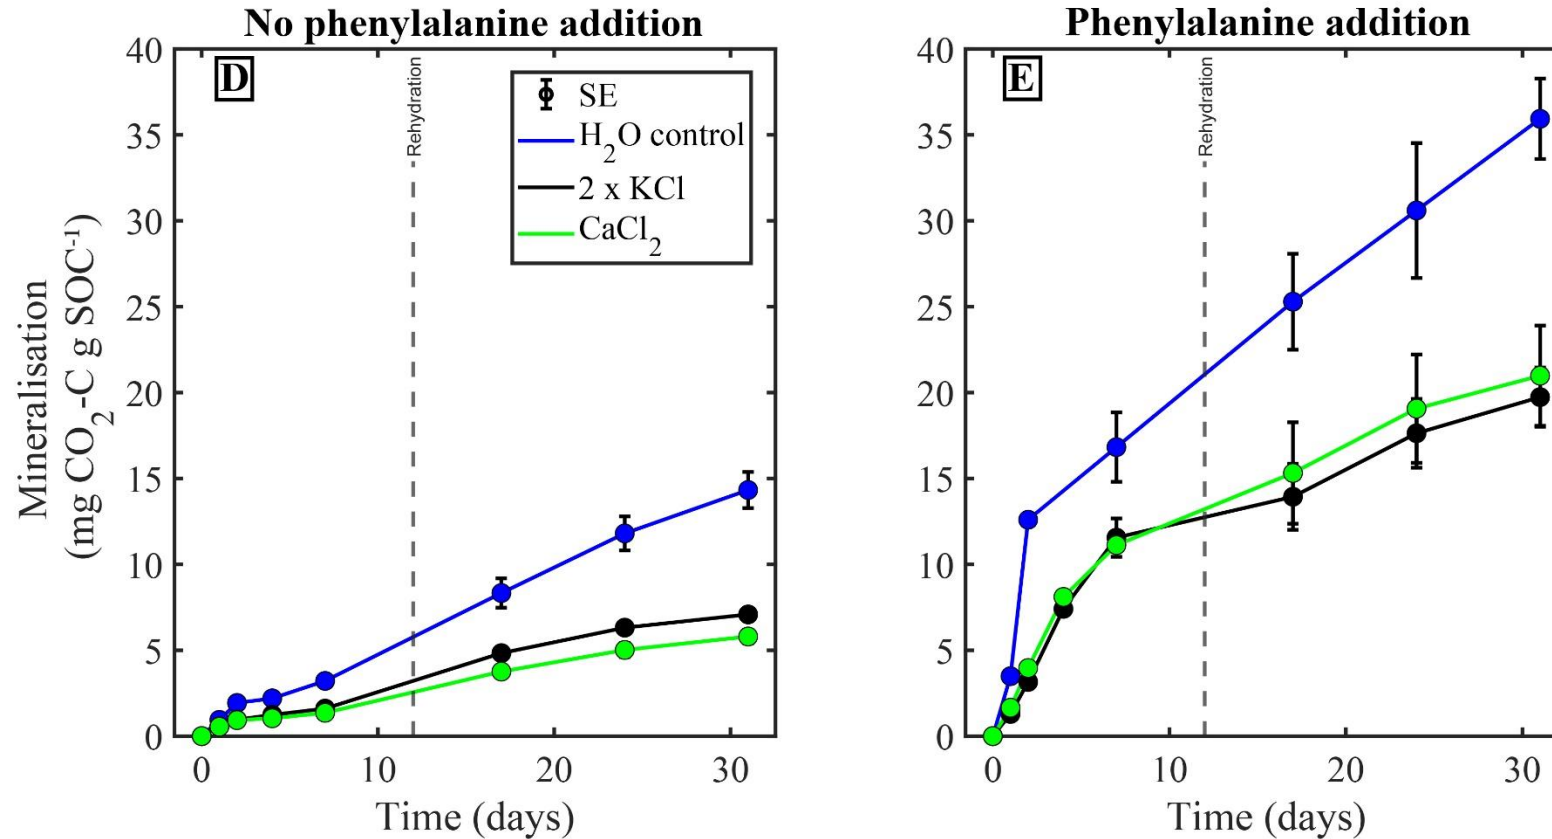 No phenylalanine addition
D
Rehydration
SE
H₂O control
2 x KCl
CaCl₂
40
35
30
25
20
15
10
5
0
0 10 20 30
Time (days)
Mineralisation
(mg CO₂-C g SOC⁻¹)
Phenylalanine addition
E
Rehydration
40
35
30
25
20
15
10
5
0
0 10 20 30
Time (days)